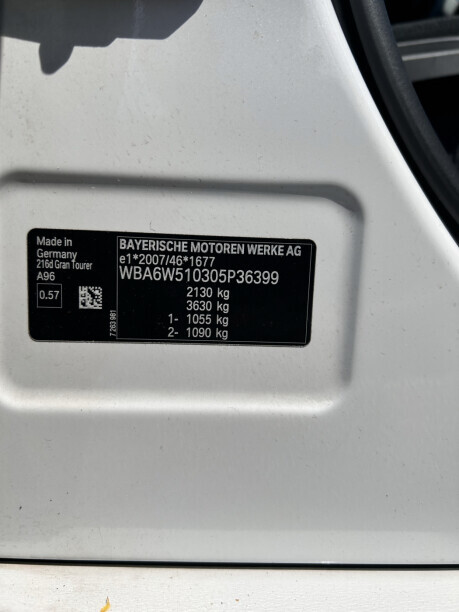 Made in
Germany
216d Gran Tourer
A96
0.57
7 263 981
BAYERISCHE MOTOREN WERKE AG
e1*2007/46*1677
WBA6W510305P36399
2130 kg
3630 kg
1- 1055 kg
2- 1090 kg